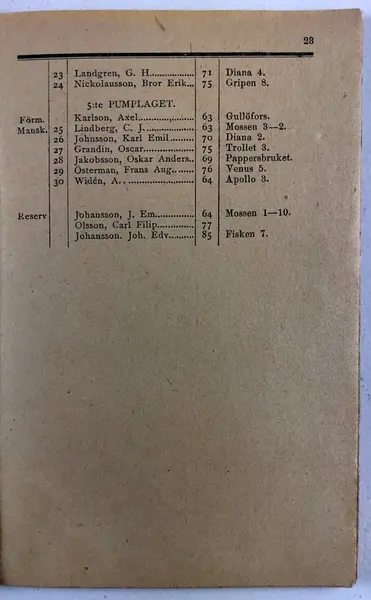 23
23 Landgren, G. H. ................ 71 Diana 4.
24 Nickolausson, Bror Erik... 75 Gripen 8.
5:te PUMPLAGET.
Förm. Karlson, Axel .................... 63 Gullöfors.
Mansk. 25 Lindberg, C. J. .................. 63 Mossen 3—2.
26 Johnsson, Karl Emil ......... 70 Diana 2.
27 Grandin, Oscar ................. 75 Trollet 3.
28 Jakobsson, Oskar Anders.. 69 Pappersbruket.
29 Österman, Frans Aug....... 76 Venus 5.
30 Widén, A. ....................... 64 Apollo 3.
Reserv Johansson, J. Em.............. 64 Mossen 1—10.
Olsson, Carl Filip............. 77
Johansson. Joh. Edv.......... 85 Fisken 7.